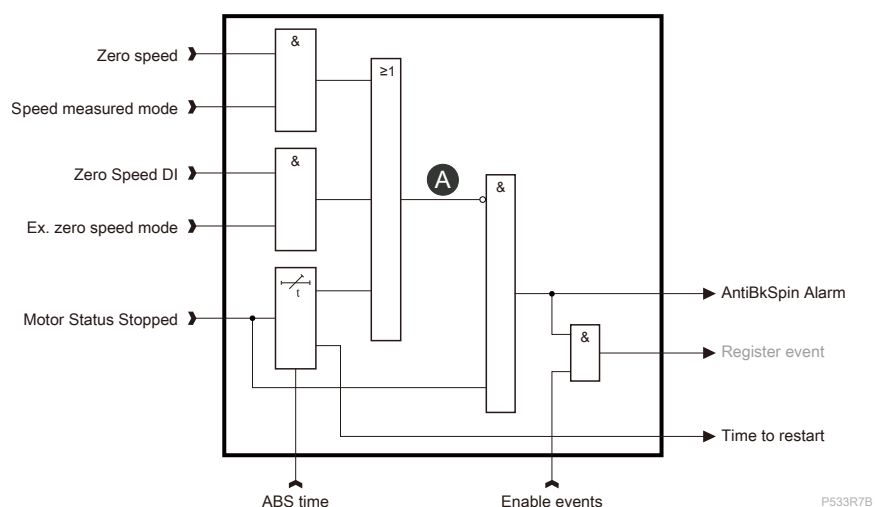 &
Zero speed
≥1
Speed measured mode
&
Zero Speed DI
A
&
Ex. zero speed mode
t
AntiBkSpin Alarm
Motor Status Stopped
&
Register event
Time to restart
ABS time
Enable events
P533R7B